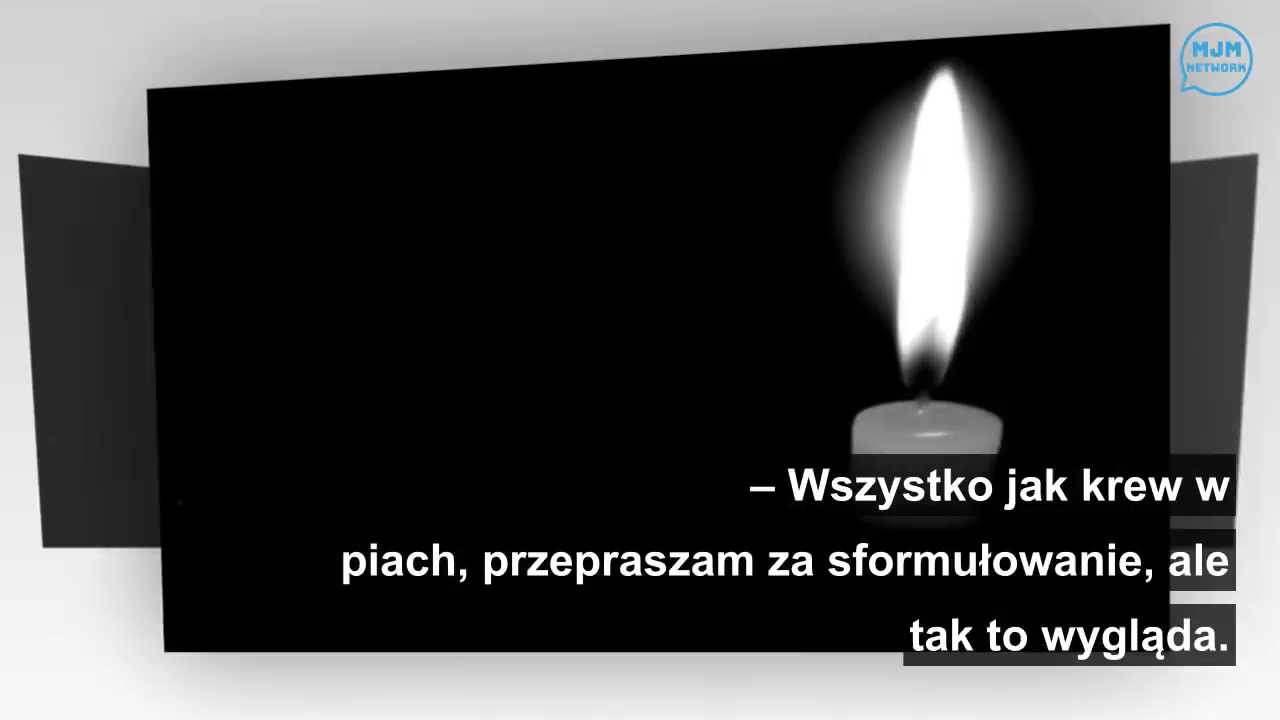 MJM
NETWORK
– Wszystko jak krew w
piach, przepraszam za sformułowanie, ale
tak to wygląda.